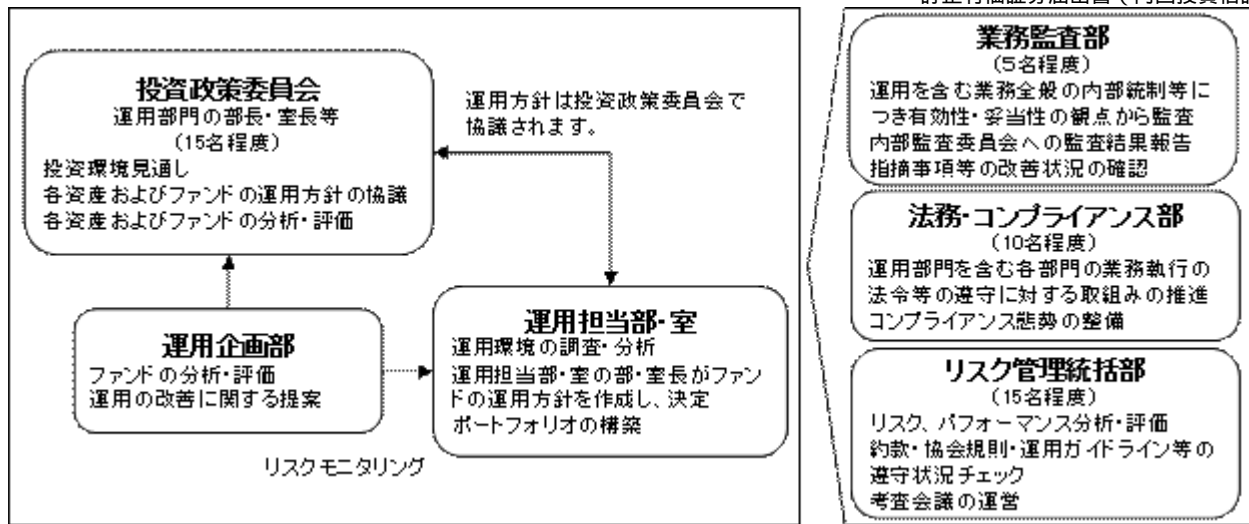 投資政策委員会
運用部門の部長・室長等
(15名程度)
投資環境見通し
各資産およびファンドの運用方針の協議
各資産およびファンドの分析・評価
運用方針は投資政策委員会で
協議されます。
運用企画部
ファンドの分析・評価
運用の改善に関する提案
運用担当部・室
運用環境の調査・分析
運用担当部・室の部・室長がファン
ドの運用方針を作成し、決定
ポートフォリオの構築
リスクモニタリング
業務監査部
(5名程度)
運用を含む業務全般の内部統制等に
つき有効性・妥当性の観点から監査
内部監査委員会への監査結果報告
指摘事項等の改善状況の確認
法務・コンプライアンス部
(10名程度)
運用部門を含む各部門の業務執行の
法令等の遵守に対する取組みの推進
コンプライアンス態勢の整備
リスク管理統括部
(15名程度)
リスク、パフォーマンス分析・評価
約款・協会規則・運用ガイドライン等の
遵守状況チェック
考査会議の運営